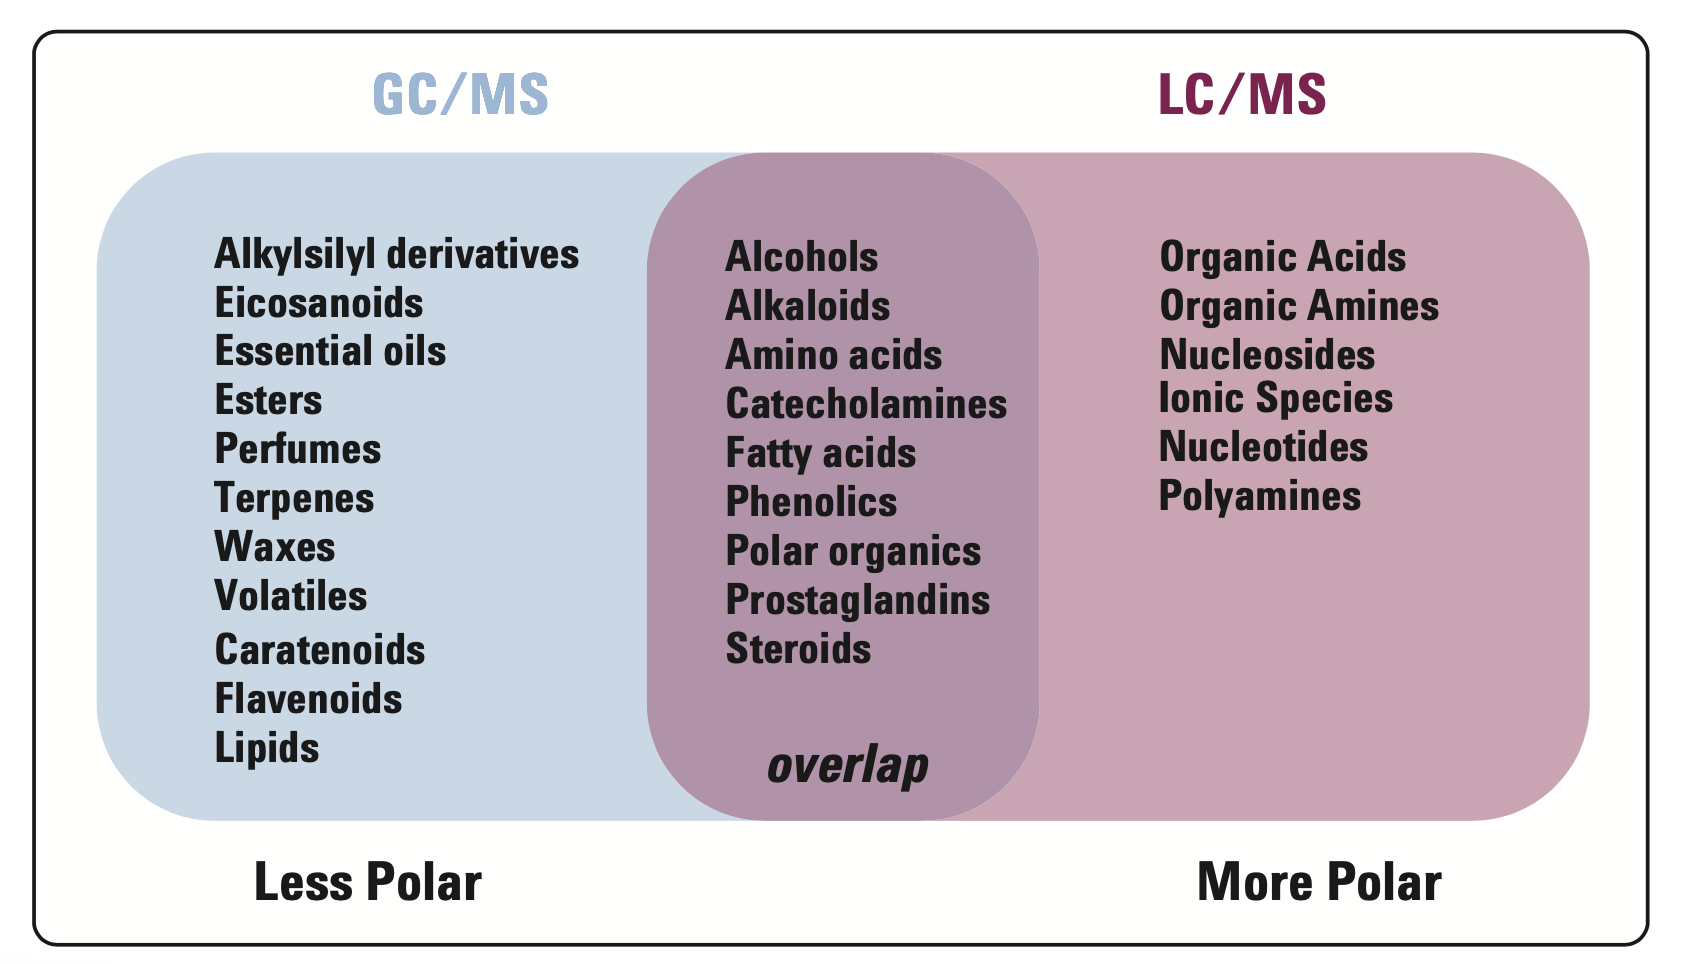 GC/MS
LC/MS
Alkylsilyl derivatives
Eicosanoids
Essential oils
Esters
Perfumes
Terpenes
Waxes
Volatiles
Caratenoids
Flavenoids
Lipids
Alcohols
Alkaloids
Amino acids
Catecholamines
Fatty acids
Phenolics
Polar organics
Prostaglandins
Steroids
overlap
Organic Acids
Organic Amines
Nucleosides
Ionic Species
Nucleotides
Polyamines
Less Polar
More Polar